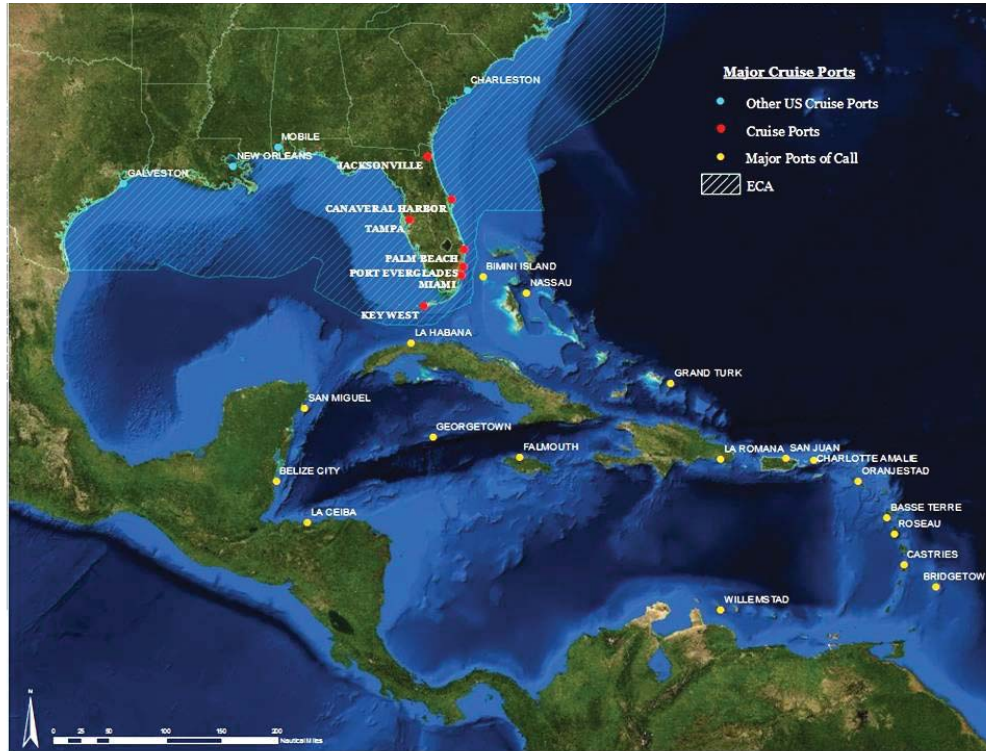 Major Cruise Ports
Other US Cruise Ports
Cruise Ports
Major Ports of Call
ECA
CHARLESTON
MOBILE
NEW ORLEANS
GALVESTON
JACKSONVILLE
CANAVERAL HARBOR
TAMPA
PALM BEACH
PORT EVERGLADES
MIAMI
KEY WEST
BIMINI ISLAND
NASSAU
LA HABANA
GRAND TURK
SAN MIGUEL
GEORGETOWN
FALMOUTH
LA ROMANA
SAN JUAN
CHARLOTTE AMALIE
ORANJESTAD
BELIZE CITY
LA CEIBA
BASSE TERRE
ROSEAU
CASTRIES
BRIDGETOW
WILLEMSTAD
N
0 25 50 100 150 200
Nautical Miles